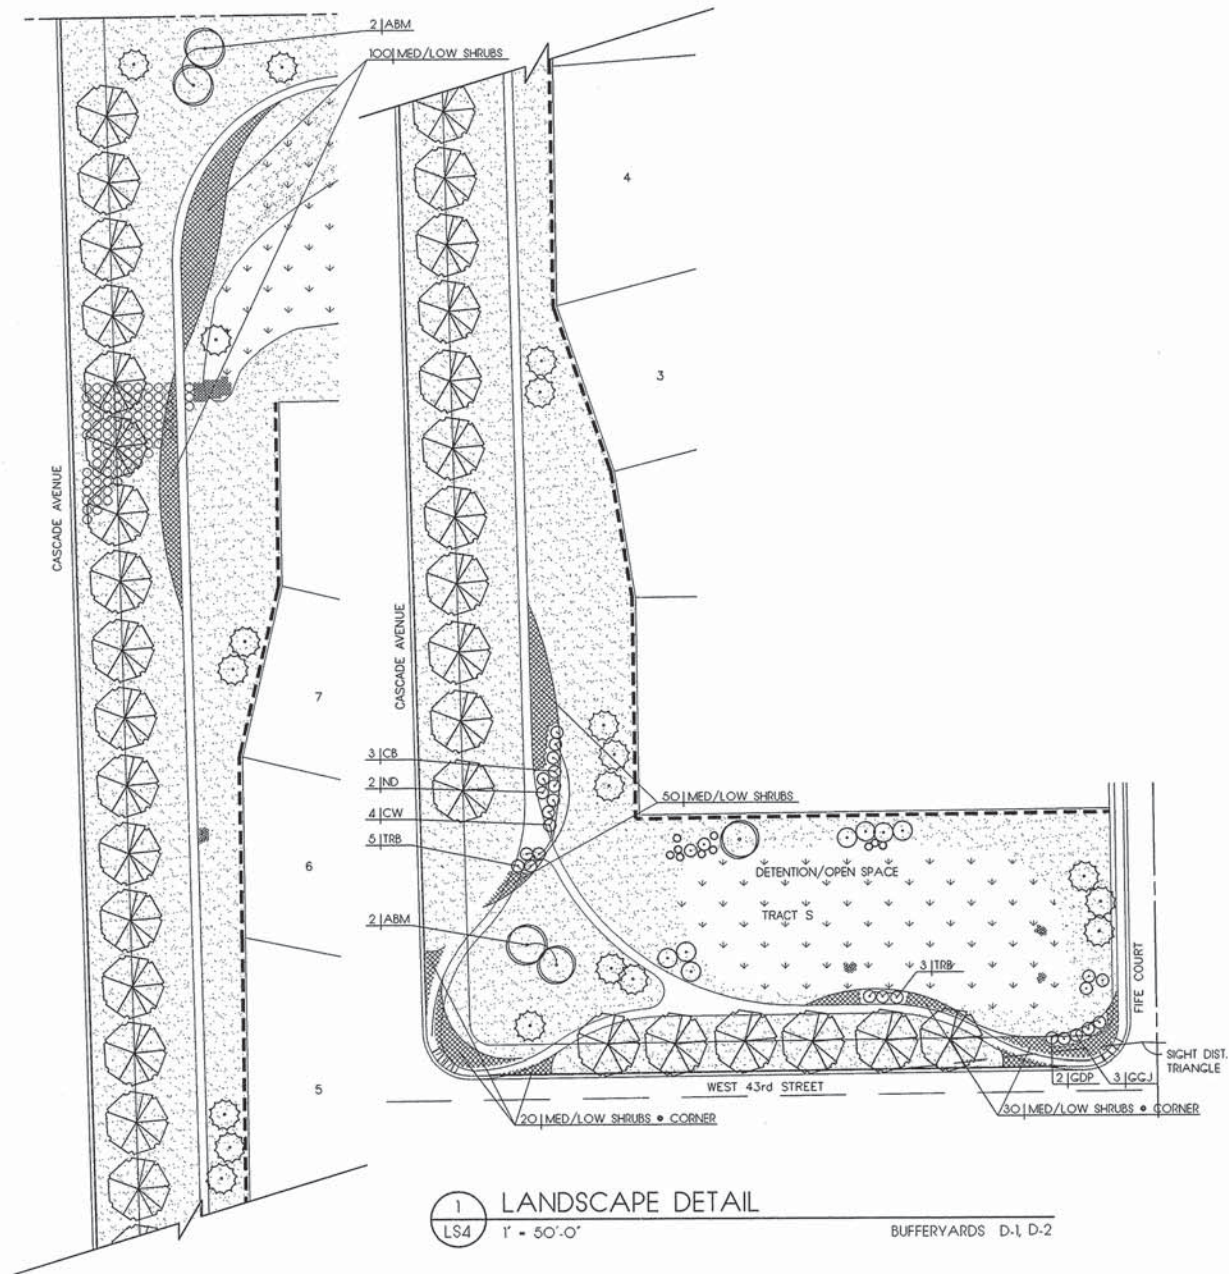 2|ABM
100|MED/LOW SHRUBS
4
3
CASCADE AVENUE
CASCADE AVENUE
7
3|CB
2|ND
50|MED/LOW SHRUBS
4|CW
5|TRB
6
DETENTION/OPEN SPACE
TRACT S
2|ABM
3|TRB
FIFE COURT
SIGHT DIST.
TRIANGLE
2|GDP
3|GGJ
5
WEST 43rd STREET
20|MED/LOW SHRUBS @ CORNER
30|MED/LOW SHRUBS @ CORNER
1
LS4
LANDSCAPE DETAIL
1" = 50'-0"
BUFFERYARDS D-1, D-2